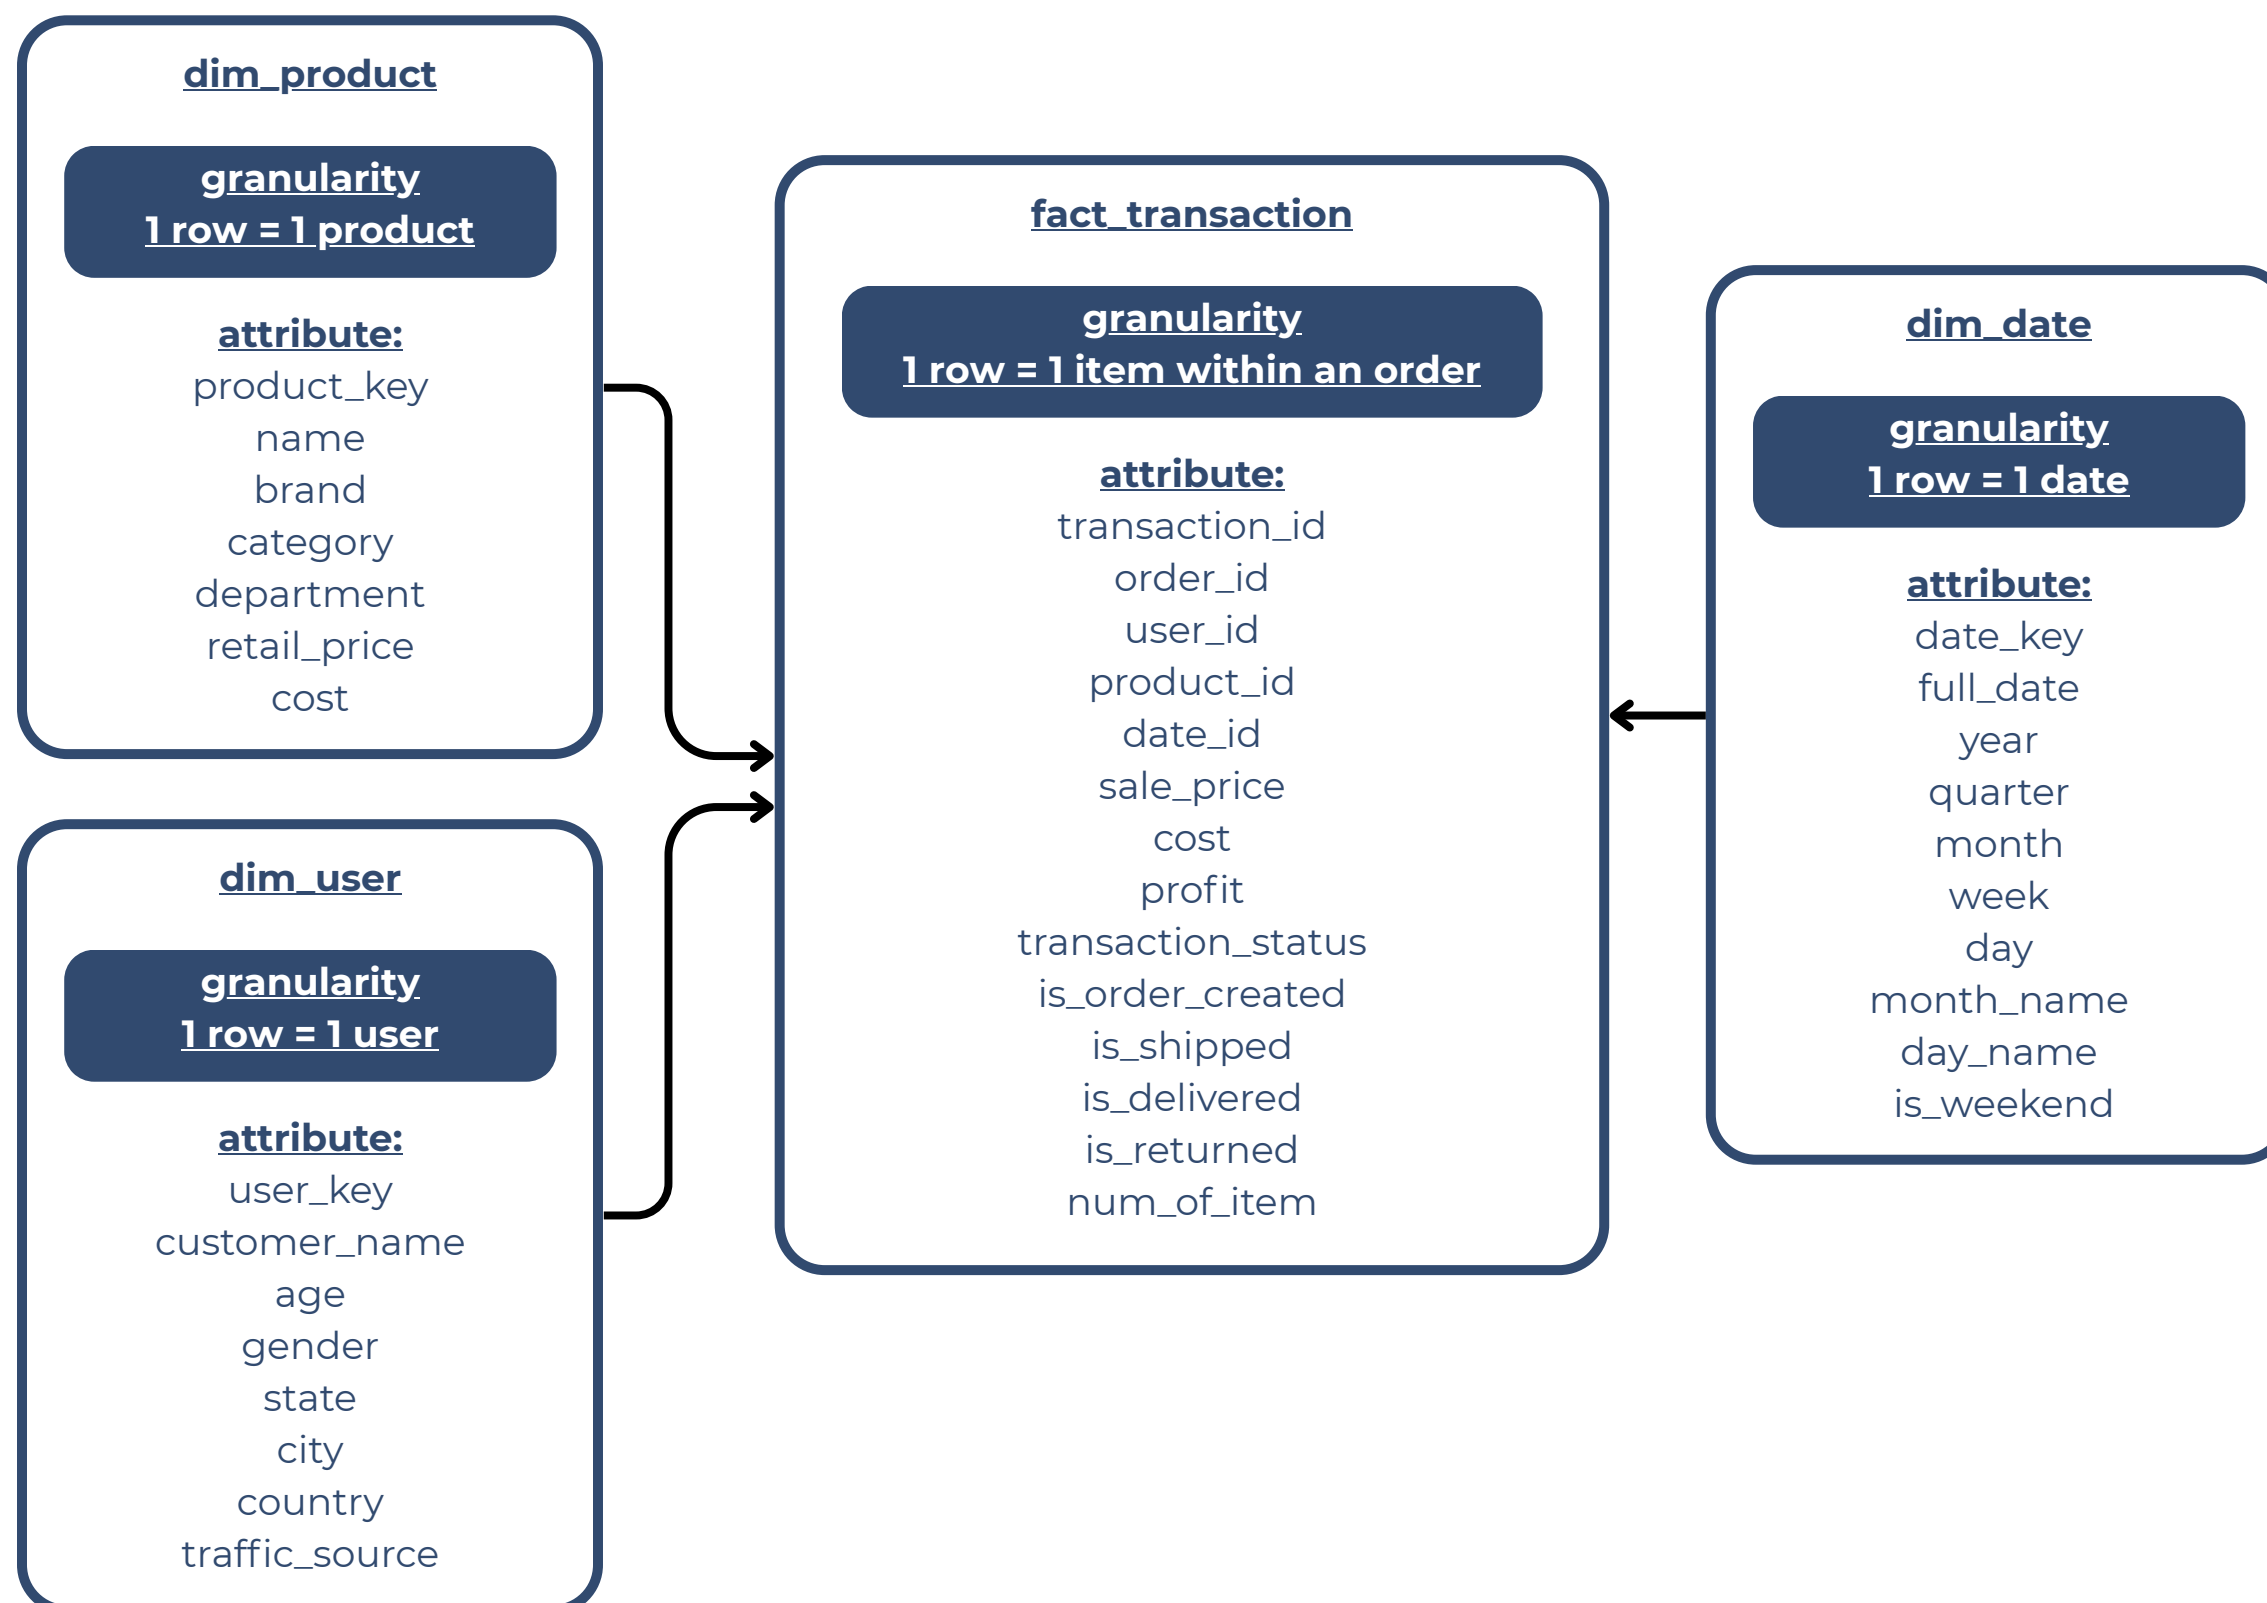 dim_product
granularity
1 row = 1 product
attribute:
product_key
name
brand
category
department
retail_price
cost
dim_user
granularity
1 row = 1 user
attribute:
user_key
customer_name
age
gender
state
city
country
traffic_source
fact_transaction
granularity
1 row = 1 item within an order
attribute:
transaction_id
order_id
user_id
product_id
date_id
sale_price
cost
profit
transaction_status
is_order_created
is_shipped
is_delivered
is_returned
num_of_item
dim_date
granularity
1 row = 1 date
attribute:
date_key
full_date
year
quarter
month
week
day
month_name
day_name
is_weekend